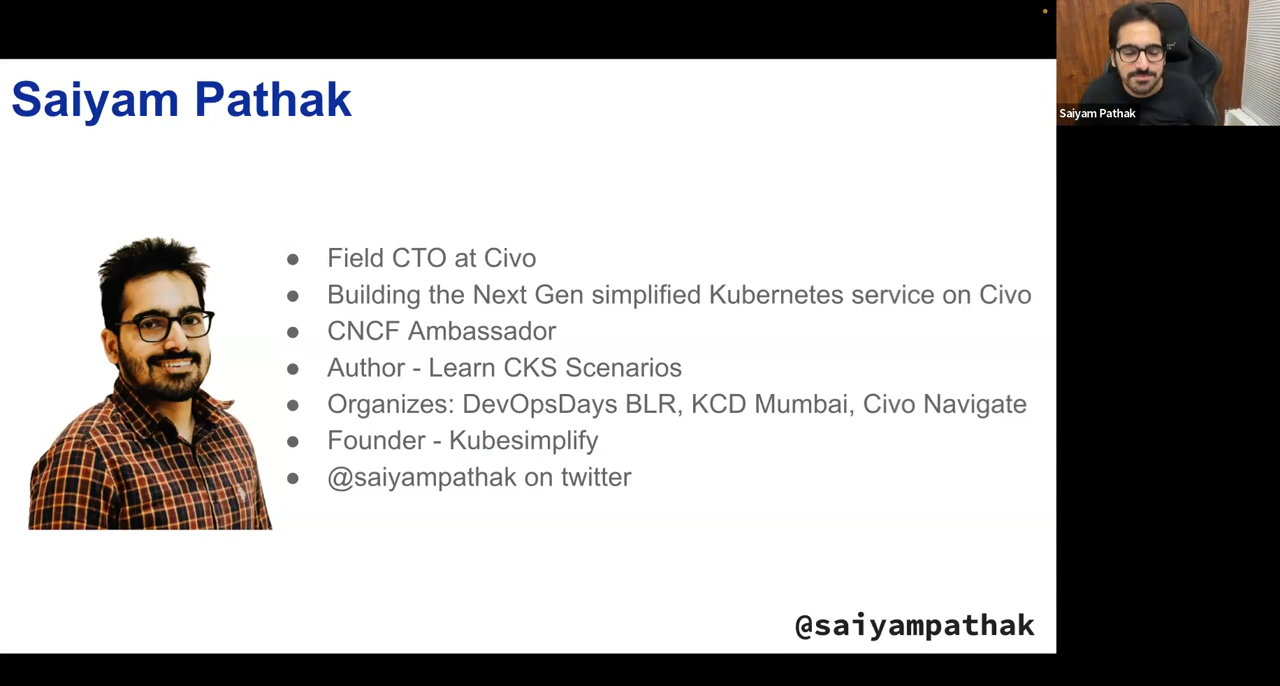 Saiyam Pathak
Saiyam Pathak
● Field CTO at Civo
● Building the Next Gen simplified Kubernetes service on Civo
● CNCF Ambassador
● Author - Learn CKS Scenarios
● Organizes: DevOpsDays BLR, KCD Mumbai, Civo Navigate
● Founder - Kubesimplify
● @saiyampathak on twitter
@saiyampathak